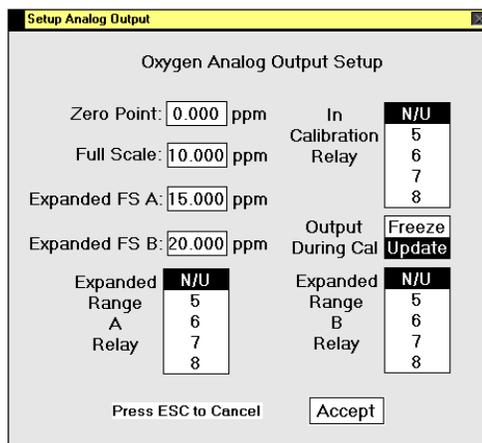 Setup Analog Output
Oxygen Analog Output Setup
Zero Point: 0.000 ppm
Full Scale: 10.000 ppm
Expanded FS A: 15.000 ppm
Expanded FS B: 20.000 ppm
In
Calibration
Relay
N/U
5
6
7
8
Output
During Cal
Freeze
Update
Expanded
Range
A
Relay
N/U
5
6
7
8
Expanded
Range
B
Relay
N/U
5
6
7
8
Press ESC to Cancel
Accept